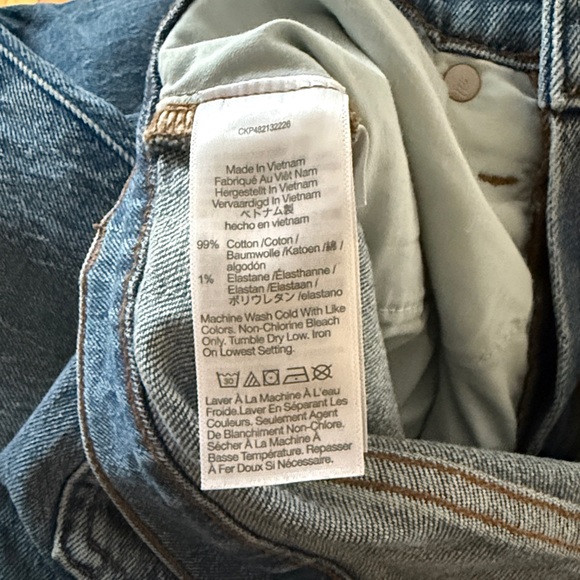 CKP482132226
Made In Vietnam
Fabriqué Au Viêt Nam
Hergestellt In Vietnam
Vervaardigd In Vietnam
ベトナム製
hecho en vietnam
99% Cotton /Coton /
Baumwolle /Katoen /綿 /
algodón
1% Elastane /Élasthanne /
Elastan /Elastaan /
ポリウレタン /elastano
Machine Wash Cold With Like
Colors. Non-Chlorine Bleach
Only. Tumble Dry Low. Iron
On Lowest Setting.
30
Laver À La Machine À L'eau
Froide.Laver En Séparant Les
Couleurs. Seulement Agent
De Blanchiment Non-Chlore.
Sécher À La Machine À
Basse Température. Repasser
À Fer Doux Si Nécessaire.